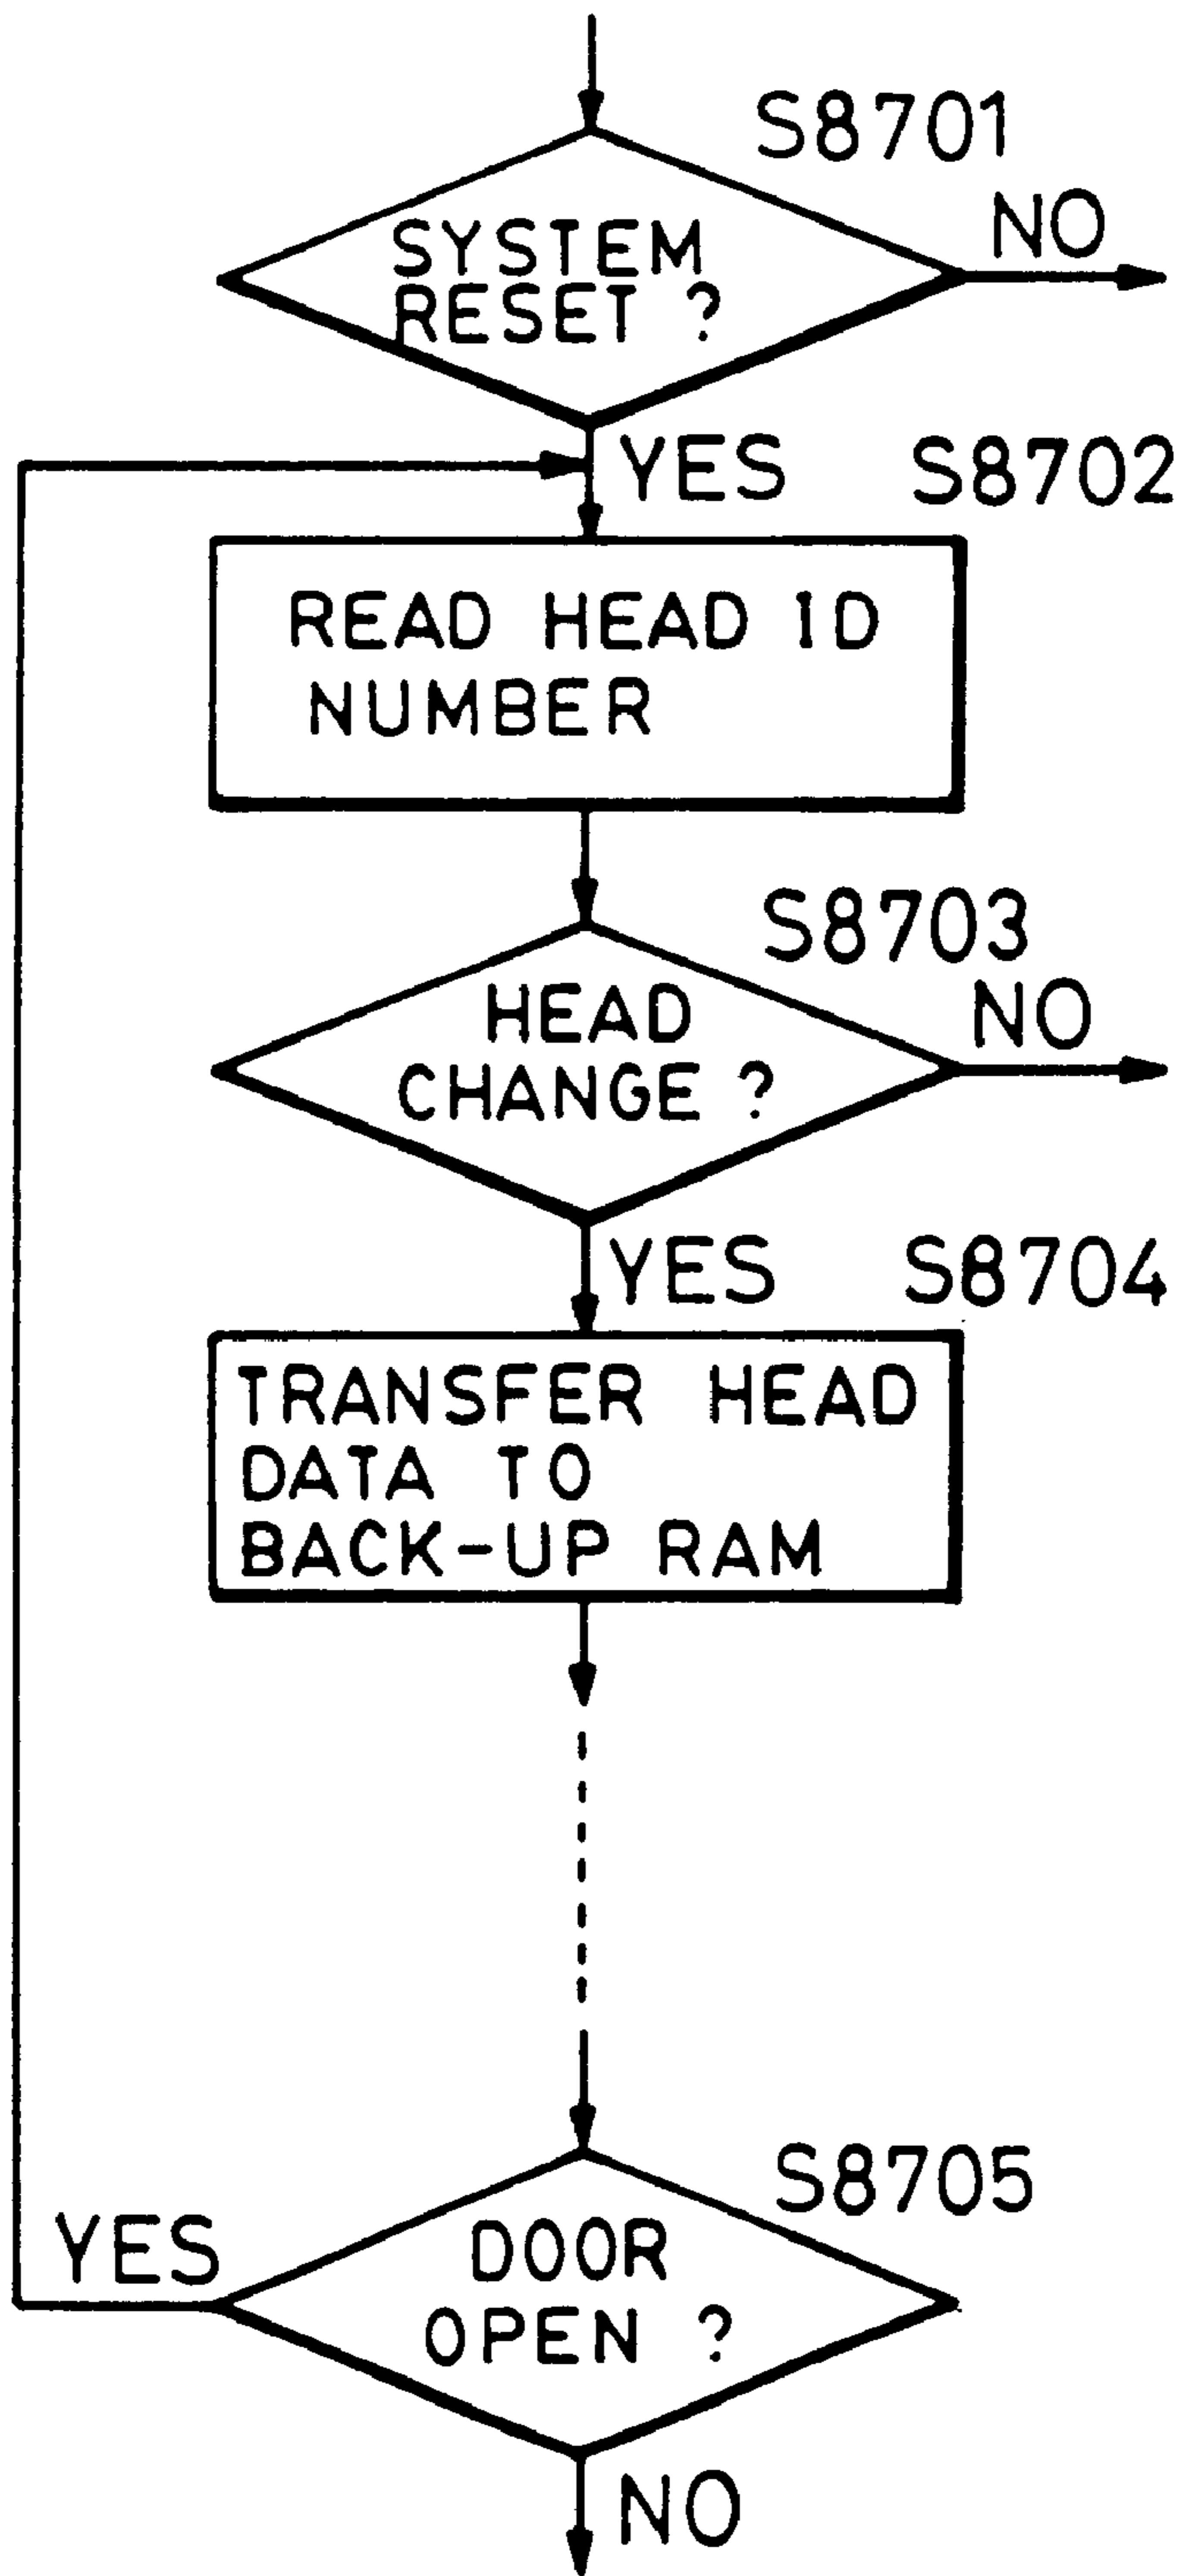 S8701
NO
SYSTEM
RESET ?
YES
S8702
READ HEAD ID
NUMBER
S8703
NO
HEAD
CHANGE ?
YES
S8704
TRANSFER HEAD
DATA TO
BACK-UP RAM
S8705
YES
DOOR
OPEN ?
NO